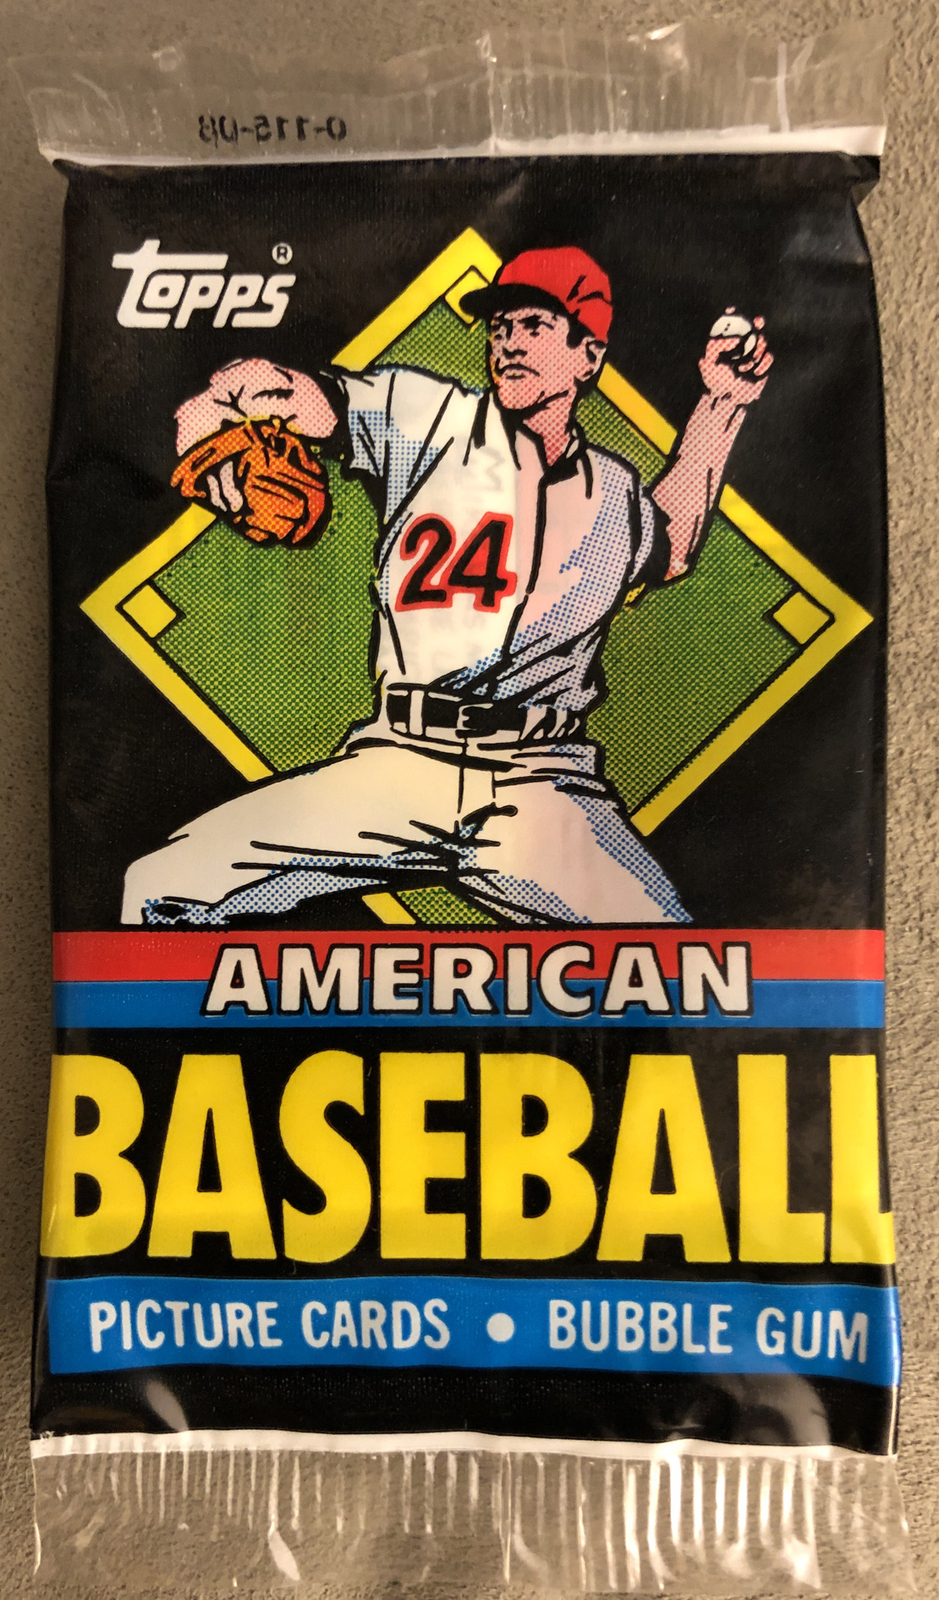 0-115-08
topps®
24
AMERICAN
BASEBALL
PICTURE CARDS • BUBBLE GUM